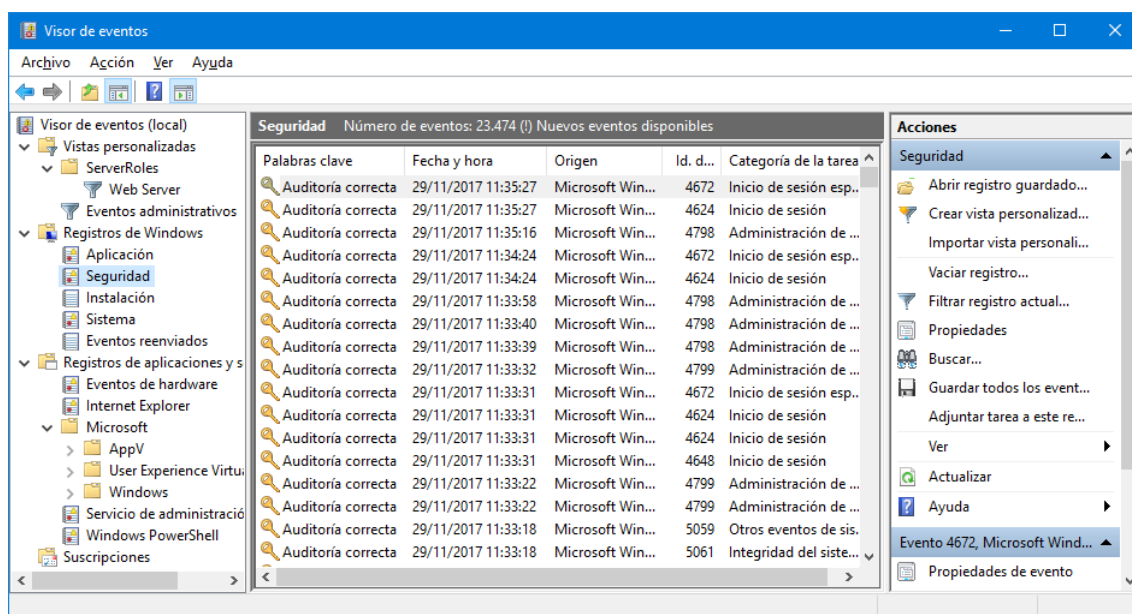 Visor de eventos
Archivo Acción Ver Ayuda
Visor de eventos (local)
Vistas personalizadas
ServerRoles
Web Server
Eventos administrativos
Registros de Windows
Aplicación
Seguridad
Instalación
Sistema
Eventos reenviados
Registros de aplicaciones y s
Eventos de hardware
Internet Explorer
Microsoft
AppV
User Experience Virtu
Windows
Servicio de administració
Windows PowerShell
Suscripciones
Seguridad Número de eventos: 23.474 (!) Nuevos eventos disponibles
Palabras clave Fecha y hora Origen Id. d... Categoría de la tarea
Auditoría correcta 29/11/2017 11:35:27 Microsoft Win... 4672 Inicio de sesión esp...
Auditoría correcta 29/11/2017 11:35:27 Microsoft Win... 4624 Inicio de sesión
Auditoría correcta 29/11/2017 11:35:16 Microsoft Win... 4798 Administración de ...
Auditoría correcta 29/11/2017 11:34:24 Microsoft Win... 4672 Inicio de sesión esp...
Auditoría correcta 29/11/2017 11:34:24 Microsoft Win... 4624 Inicio de sesión
Auditoría correcta 29/11/2017 11:33:58 Microsoft Win... 4798 Administración de ...
Auditoría correcta 29/11/2017 11:33:40 Microsoft Win... 4798 Administración de ...
Auditoría correcta 29/11/2017 11:33:39 Microsoft Win... 4798 Administración de ...
Auditoría correcta 29/11/2017 11:33:32 Microsoft Win... 4799 Administración de ...
Auditoría correcta 29/11/2017 11:33:31 Microsoft Win... 4672 Inicio de sesión esp...
Auditoría correcta 29/11/2017 11:33:31 Microsoft Win... 4624 Inicio de sesión
Auditoría correcta 29/11/2017 11:33:31 Microsoft Win... 4624 Inicio de sesión
Auditoría correcta 29/11/2017 11:33:31 Microsoft Win... 4648 Inicio de sesión
Auditoría correcta 29/11/2017 11:33:22 Microsoft Win... 4799 Administración de ...
Auditoría correcta 29/11/2017 11:33:22 Microsoft Win... 4799 Administración de ...
Auditoría correcta 29/11/2017 11:33:18 Microsoft Win... 5059 Otros eventos de sis.
Auditoría correcta 29/11/2017 11:33:18 Microsoft Win... 5061 Integridad del siste...
Acciones
Seguridad
Abrir registro guardado...
Crear vista personalizad...
Importar vista personali...
Vaciar registro...
Filtrar registro actual...
Propiedades
Buscar...
Guardar todos los event...
Adjuntar tarea a este re...
Ver
Actualizar
Ayuda
Evento 4672, Microsoft Wind...
Propiedades de evento